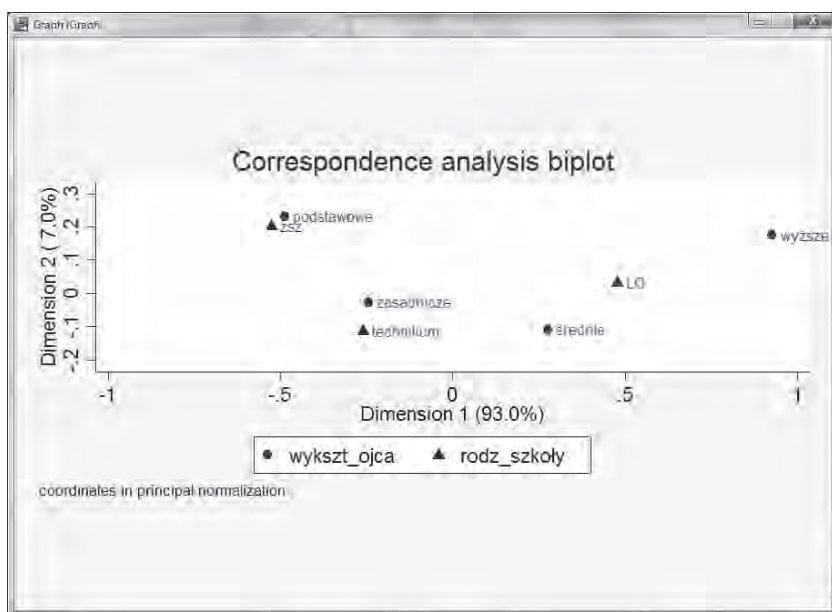 Graph (Graph)
Correspondence analysis biplot
Dimension 2 ( 7.0%)
.3
.2
.1
0
-.1
-.2
podstawowe
zsz
wyższe
LO
zasadnicze
technikum
średnie
-1
-.5
0
.5
1
Dimension 1 (93.0%)
wykszt_ojca
rodz_szkoły
coordinates in principal normalization